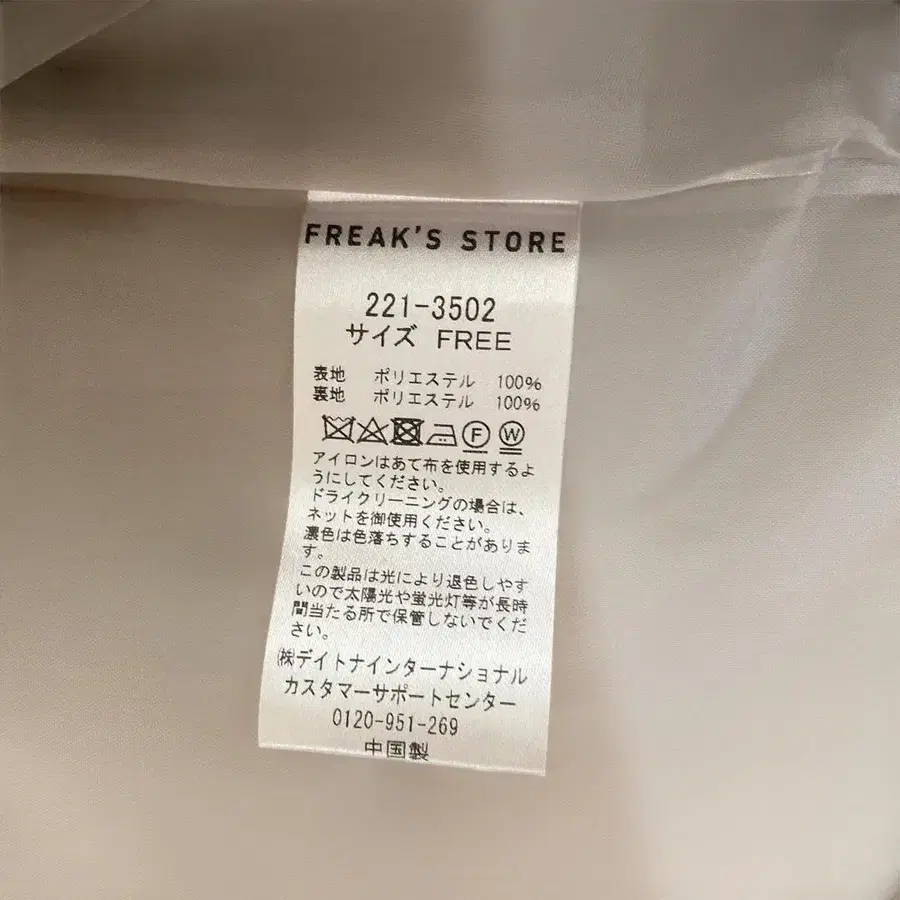 FREAK'S STORE
221-3502
サイズ FREE
表地 ポリエステル 100%
裏地 ポリエステル 100%
F W
アイロンはあて布を使用するよ
うにしてください。
ドライクリーニングの場合は、
ネットを御使用ください。
濃色は色落ちすることがありま
す。
この製品は光により退色しやす
いので太陽光や蛍光灯等が長時
間当たる所で保管しないでくだ
さい。
㈱デイトナインターナショナル
カスタマーサポートセンター
0120-951-269
中国製